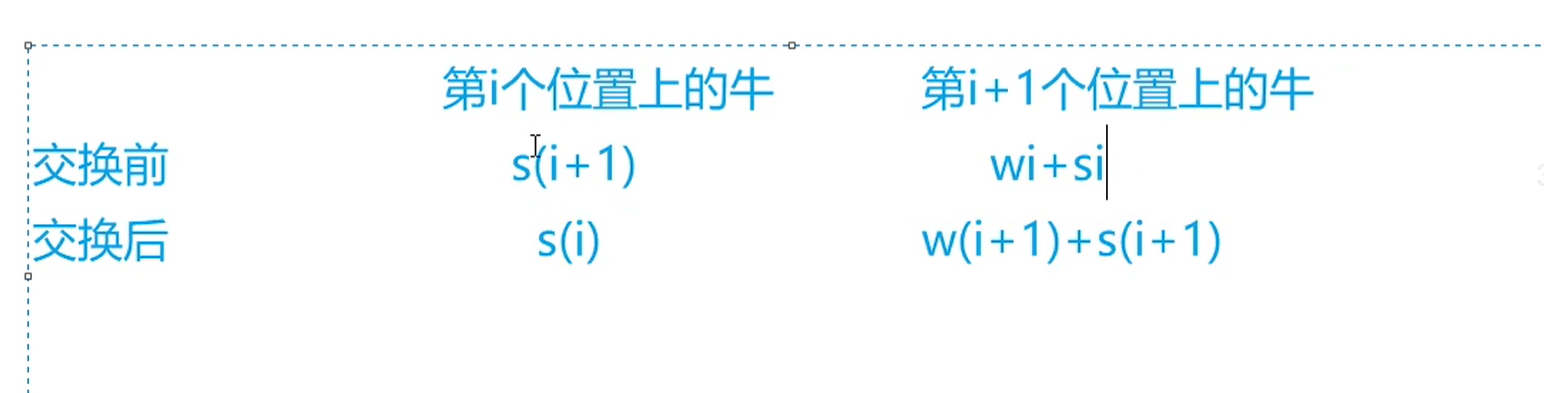 第i个位置上的牛 第i+1个位置上的牛
交换前 s(i+1) wi+si
交换后 s(i) w(i+1)+s(i+1)